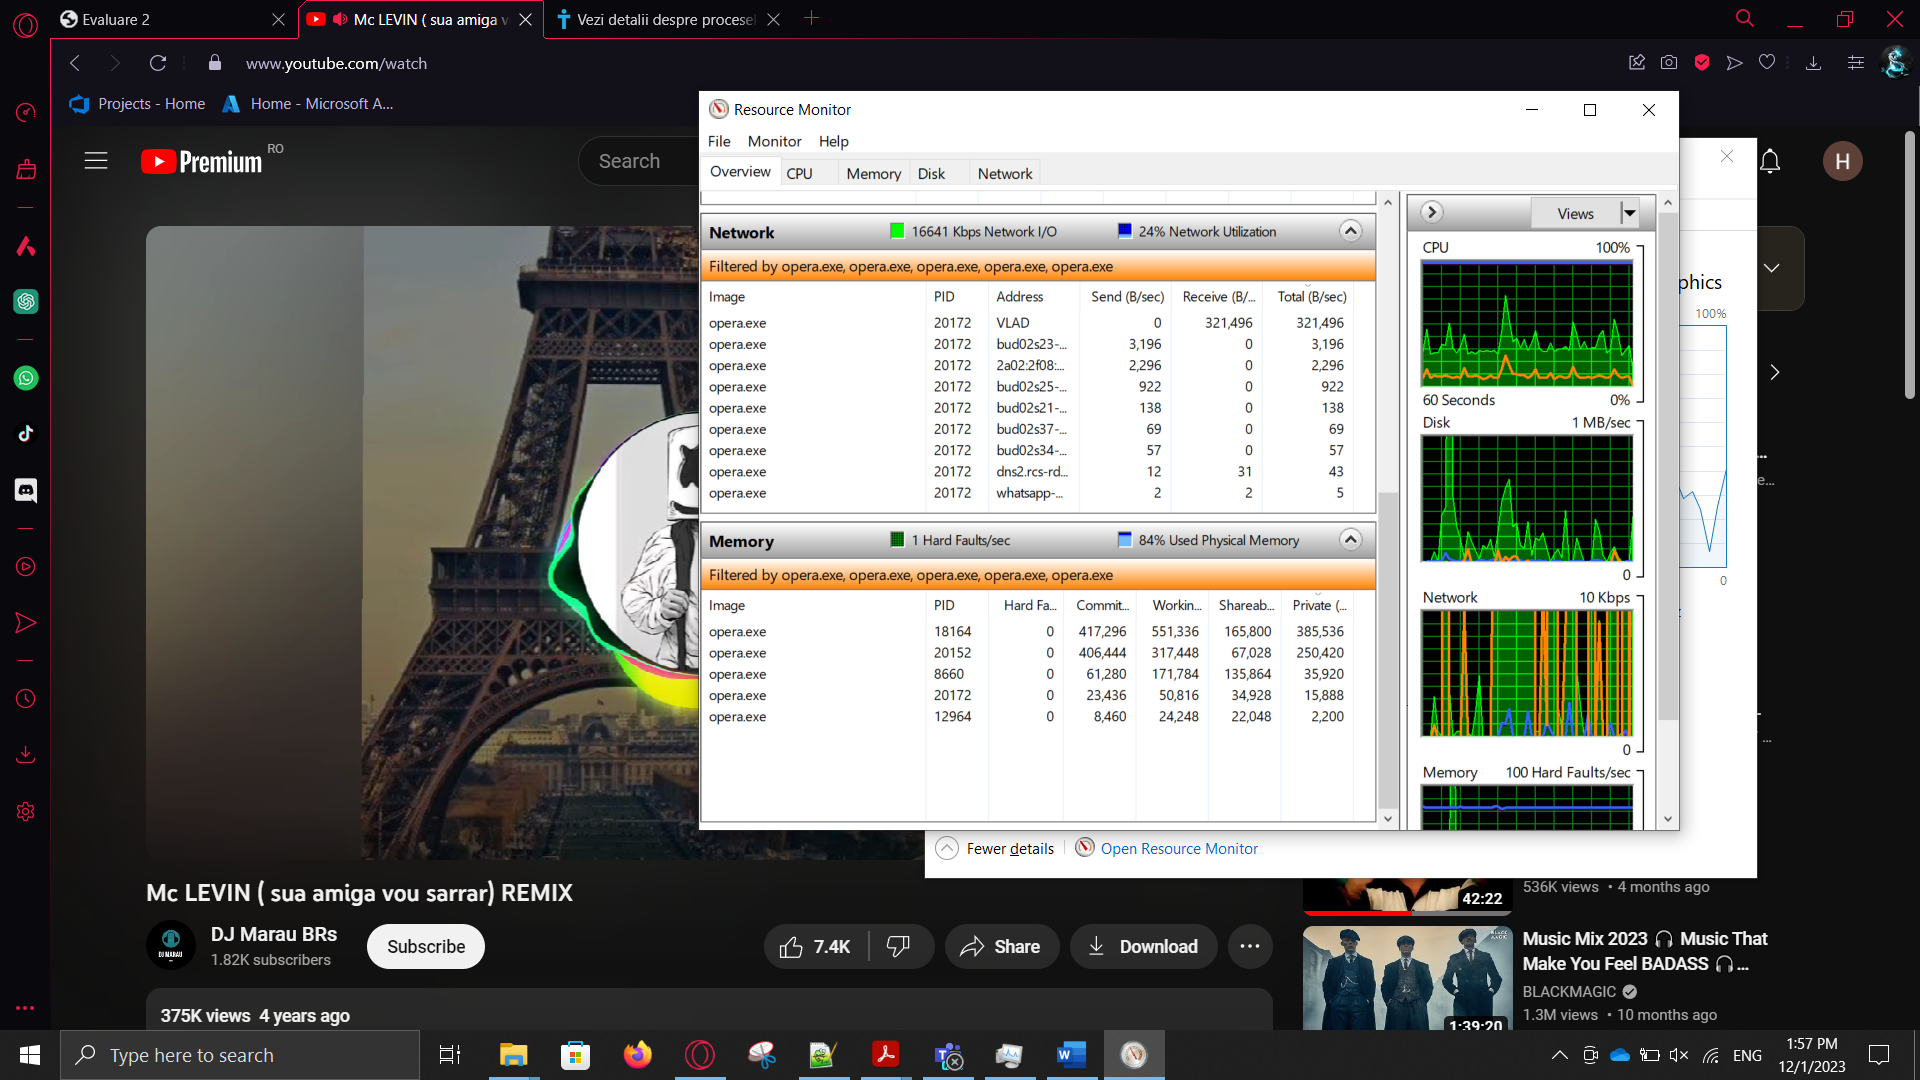 Evaluare 2
Mc LEVIN ( sua amiga v
Vezi detalii despre procesel
www.youtube.com/watch
Projects - Home
Home - Microsoft A...
Premium
RO
Search
H
Resource Monitor
File Monitor Help
Overview CPU Memory Disk Network
Network 16641 Kbps Network I/O 24% Network Utilization
Filtered by opera.exe, opera.exe, opera.exe, opera.exe, opera.exe
Image PID Address Send (B/sec) Receive (B/... Total (B/sec)
opera.exe 20172 VLAD 0 321,496 321,496
opera.exe 20172 bud02s23-... 3,196 0 3,196
opera.exe 20172 2a02:2f08:... 2,296 0 2,296
opera.exe 20172 bud02s25-... 922 0 922
opera.exe 20172 bud02s21-... 138 0 138
opera.exe 20172 bud02s37-... 69 0 69
opera.exe 20172 bud02s34-... 57 0 57
opera.exe 20172 dns2.rcs-rd... 12 31 43
opera.exe 20172 whatsapp-... 2 2 5
Memory 1 Hard Faults/sec 84% Used Physical Memory
Filtered by opera.exe, opera.exe, opera.exe, opera.exe, opera.exe
Image PID Hard Fa... Commit... Workin... Shareab... Private (...
opera.exe 18164 0 417,296 551,336 165,800 385,536
opera.exe 20152 0 406,444 317,448 67,028 250,420
opera.exe 8660 0 61,280 171,784 135,864 35,920
opera.exe 20172 0 23,436 50,816 34,928 15,888
opera.exe 12964 0 8,460 24,248 22,048 2,200
Views
CPU 100%
60 Seconds 0%
Disk 1 MB/sec
0
Network 10 Kbps
0
Memory 100 Hard Faults/sec
phics
100%
0
e...
...
Fewer details
Open Resource Monitor
Mc LEVIN ( sua amiga vou sarrar) REMIX
DJ MARAU
DJ Marau BRs
1.82K subscribers
Subscribe
7.4K
Share
Download
375K views 4 years ago
536K views • 4 months ago
42:22
BLACK MAGIC
1:39:20
Music Mix 2023 🎧 Music That
Make You Feel BADASS 🎧...
BLACKMAGIC
1.3M views • 10 months ago
Type here to search
ENG
1:57 PM
12/1/2023